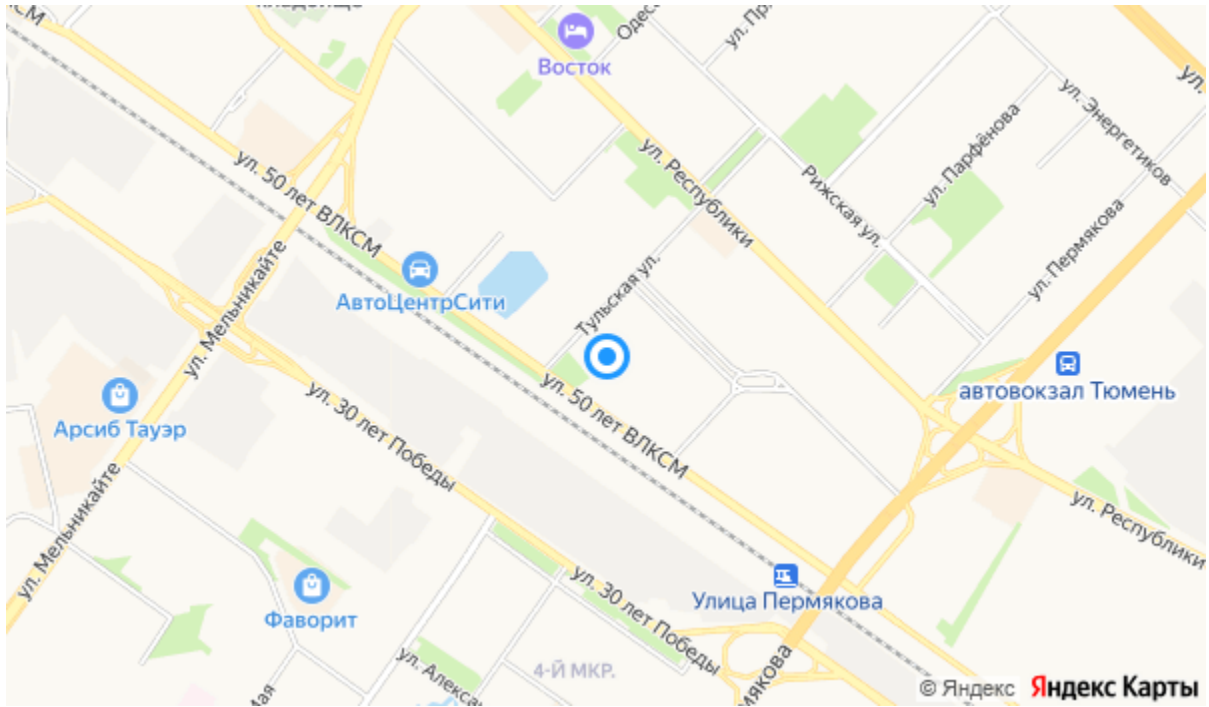 Восток
ул. 50 лет ВЛКСМ
ул. Республики
ул. Парфёнова
ул. Энергетиков
Рижская ул.
ул. Пермякова
Тульская ул.
АвтоЦентрСити
ул. Мельникайте
автовокзал Тюмень
Арсиб Тауэр
ул. 30 лет Победы
ул. 50 лет ВЛКСМ
ул. Мельникайте
ул. Республики
Улица Пермякова
Фаворит
ул. 30 лет Победы
4-Й МКР.
© Яндекс Яндекс Карты